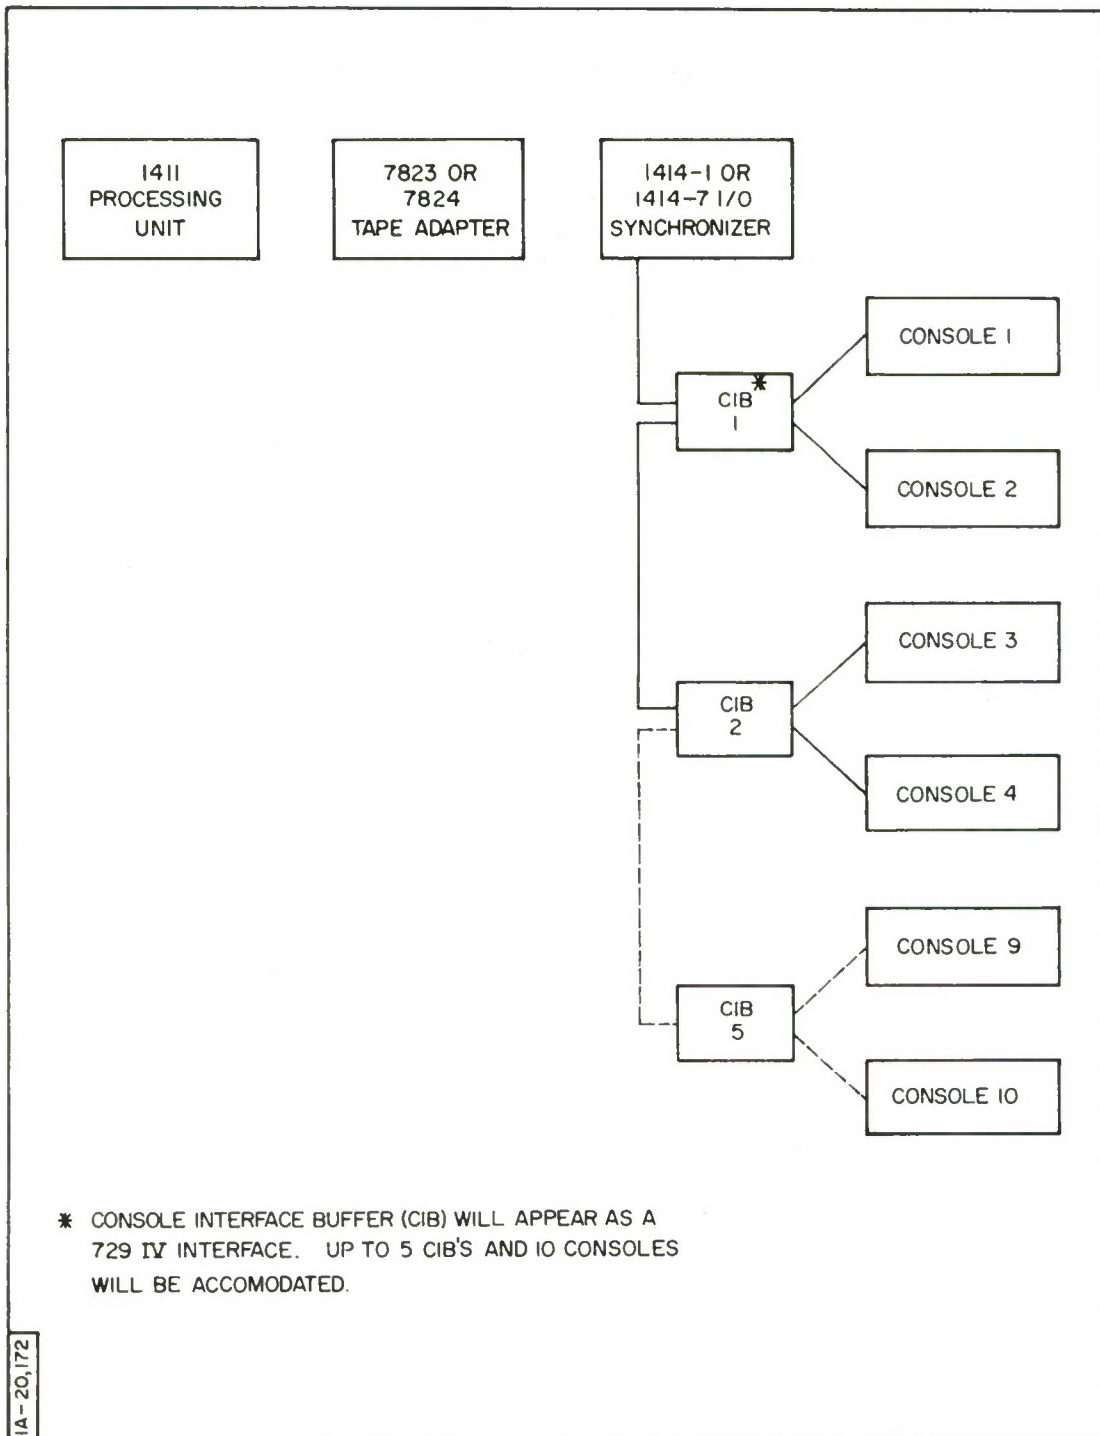 1411
PROCESSING
UNIT
7823 OR
7824
TAPE ADAPTER
1414-1 OR
1414-7 I/O
SYNCHRONIZER
CONSOLE 1
CIB*
1
CONSOLE 2
CONSOLE 3
CIB
2
CONSOLE 4
CONSOLE 9
CIB
5
CONSOLE 10
* CONSOLE INTERFACE BUFFER (CIB) WILL APPEAR AS A
729 IV INTERFACE. UP TO 5 CIB'S AND 10 CONSOLES
WILL BE ACCOMODATED.
IA-20,172